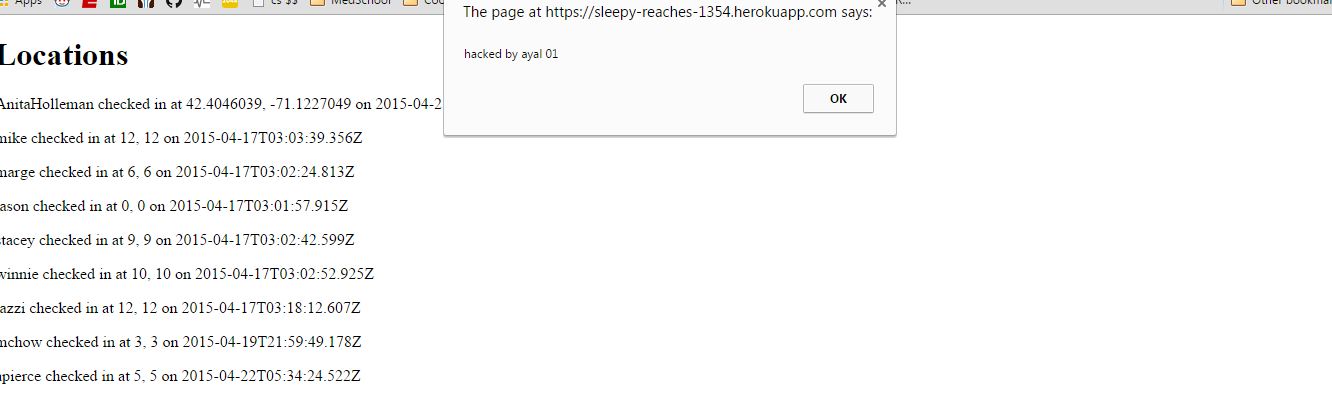 Apps
cs $$
MedSchool
Other bookmar
The page at https://sleepy-reaches-1354.herokuapp.com says:
hacked by ayal 01
OK
Locations
AnitaHolleman checked in at 42.4046039, -71.1227049 on 2015-04-2
mike checked in at 12, 12 on 2015-04-17T03:03:39.356Z
marge checked in at 6, 6 on 2015-04-17T03:02:24.813Z
ason checked in at 0, 0 on 2015-04-17T03:01:57.915Z
stacey checked in at 9, 9 on 2015-04-17T03:02:42.599Z
winnie checked in at 10, 10 on 2015-04-17T03:02:52.925Z
azzi checked in at 12, 12 on 2015-04-17T03:18:12.607Z
mchow checked in at 3, 3 on 2015-04-19T21:59:49.178Z
pierce checked in at 5, 5 on 2015-04-22T05:34:24.522Z